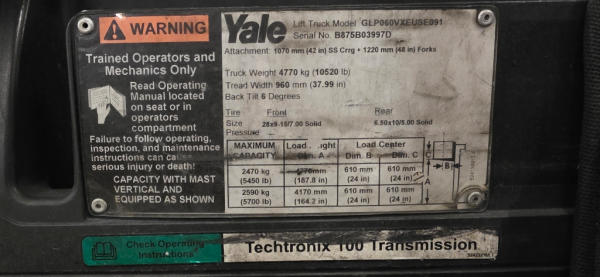 WARNING
Trained Operators and
Mechanics Only
Read Operating
Manual located
on seat or in
operators
compartment
Failure to follow operating,
inspection, and maintenance
instructions can cause
serious injury or death!
CAPACITY WITH MAST
VERTICAL AND
EQUIPPED AS SHOWN
Yale
Lift Truck Model GLP060VXEUSE091
Serial No. B875B03997D
Attachment: 1070 mm (42 in) SS Crrg + 1220 mm (48 in) Forks
Truck Weight 4770 kg (10520 lb)
Tread Width 960 mm (37.99 in)
Back Tilt 6 Degrees
Tire Front Rear
Size 28x9-15/7.00 Solid 6.50x10/5.00 Solid
Pressure
MAXIMUM CAPACITY Load Dim. A Load Center Dim. B Dim. C
2470 kg (5450 lb) 4770mm (187.8 in) 610 mm (24 in) 610 mm (24 in)
2590 kg (5700 lb) 4170 mm (164.2 in) 610 mm (24 in) 610 mm (24 in)
C
B
A
Check Operating
Instructions
Techtronix 100 Transmission